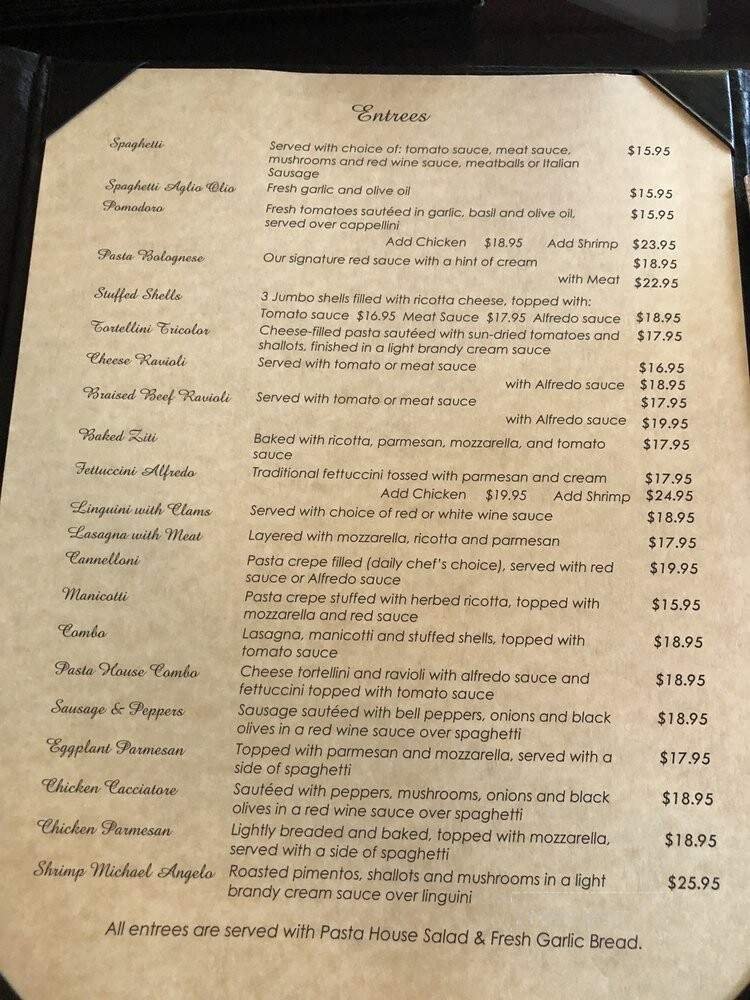 Entrees
Spaghetti Served with choice of: tomato sauce, meat sauce, $15.95
mushrooms and red wine sauce, meatballs or Italian
Sausage
Spaghetti Aglio Olio Fresh garlic and olive oil $15.95
Pomodoro Fresh tomatoes sautéed in garlic, basil and olive oil, $15.95
served over cappellini
Add Chicken $18.95 Add Shrimp $23.95
Pasta Bolognese Our signature red sauce with a hint of cream $18.95
with Meat $22.95
Stuffed Shells 3 Jumbo shells filled with ricotta cheese, topped with:
Tomato sauce $16.95 Meat Sauce $17.95 Alfredo sauce $18.95
Tortellini Tricolor Cheese-filled pasta sautéed with sun-dried tomatoes and $17.95
shallots, finished in a light brandy cream sauce
Cheese Ravioli Served with tomato or meat sauce $16.95
with Alfredo sauce $18.95
Braised Beef Ravioli Served with tomato or meat sauce $17.95
with Alfredo sauce $19.95
Baked Ziti Baked with ricotta, parmesan, mozzarella, and tomato $17.95
sauce
Fettuccini Alfredo Traditional fettuccini tossed with parmesan and cream $17.95
Add Chicken $19.95 Add Shrimp $24.95
Linguini with Clams Served with choice of red or white wine sauce $18.95
Lasagna with Meat Layered with mozzarella, ricotta and parmesan $17.95
Cannelloni Pasta crepe filled (daily chef's choice), served with red $19.95
sauce or Alfredo sauce
Manicotti Pasta crepe stuffed with herbed ricotta, topped with $15.95
mozzarella and red sauce
Combo Lasagna, manicotti and stuffed shells, topped with $18.95
tomato sauce
Pasta House Combo Cheese tortellini and ravioli with alfredo sauce and $18.95
fettuccini topped with tomato sauce
Sausage & Peppers Sausage sautéed with bell peppers, onions and black $18.95
olives in a red wine sauce over spaghetti
Eggplant Parmesan Topped with parmesan and mozzarella, served with a $17.95
side of spaghetti
Chicken Cacciatore Sautéed with peppers, mushrooms, onions and black $18.95
olives in a red wine sauce over spaghetti
Chicken Parmesan Lightly breaded and baked, topped with mozzarella, $18.95
served with a side of spaghetti
Shrimp Michael Angelo Roasted pimentos, shallots and mushrooms in a light $25.95
brandy cream sauce over linguini
All entrees are served with Pasta House Salad & Fresh Garlic Bread.